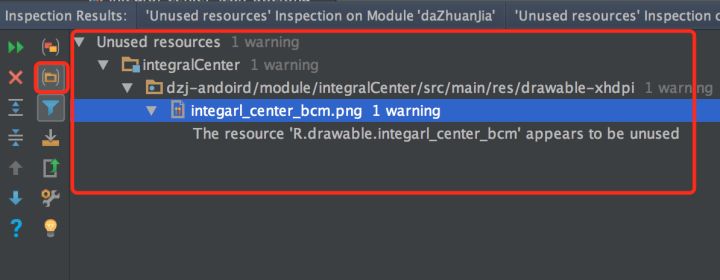 Inspection Results:
'Unused resources' Inspection on Module 'daZhuanJia'
'Unused resources' Inspection
Unused resources 1 warning
integralCenter 1 warning
dzj-andoird/module/integralCenter/src/main/res/drawable-xhdpi 1 warning
integarl_center_bcm.png 1 warning
The resource 'R.drawable.integarl_center_bcm' appears to be unused